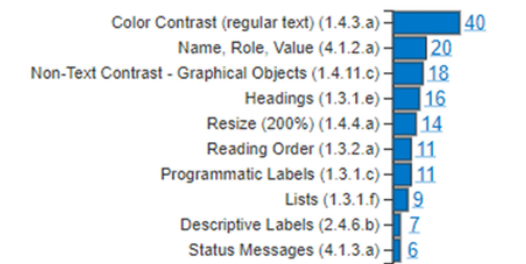 Color Contrast (regular text) (1.4.3.a) 40
Name, Role, Value (4.1.2.a) 20
Non-Text Contrast - Graphical Objects (1.4.11.c) 18
Headings (1.3.1.e) 16
Resize (200%) (1.4.4.a) 14
Reading Order (1.3.2.a) 11
Programmatic Labels (1.3.1.c) 11
Lists (1.3.1.f) 9
Descriptive Labels (2.4.6.b) 7
Status Messages (4.1.3.a) 6